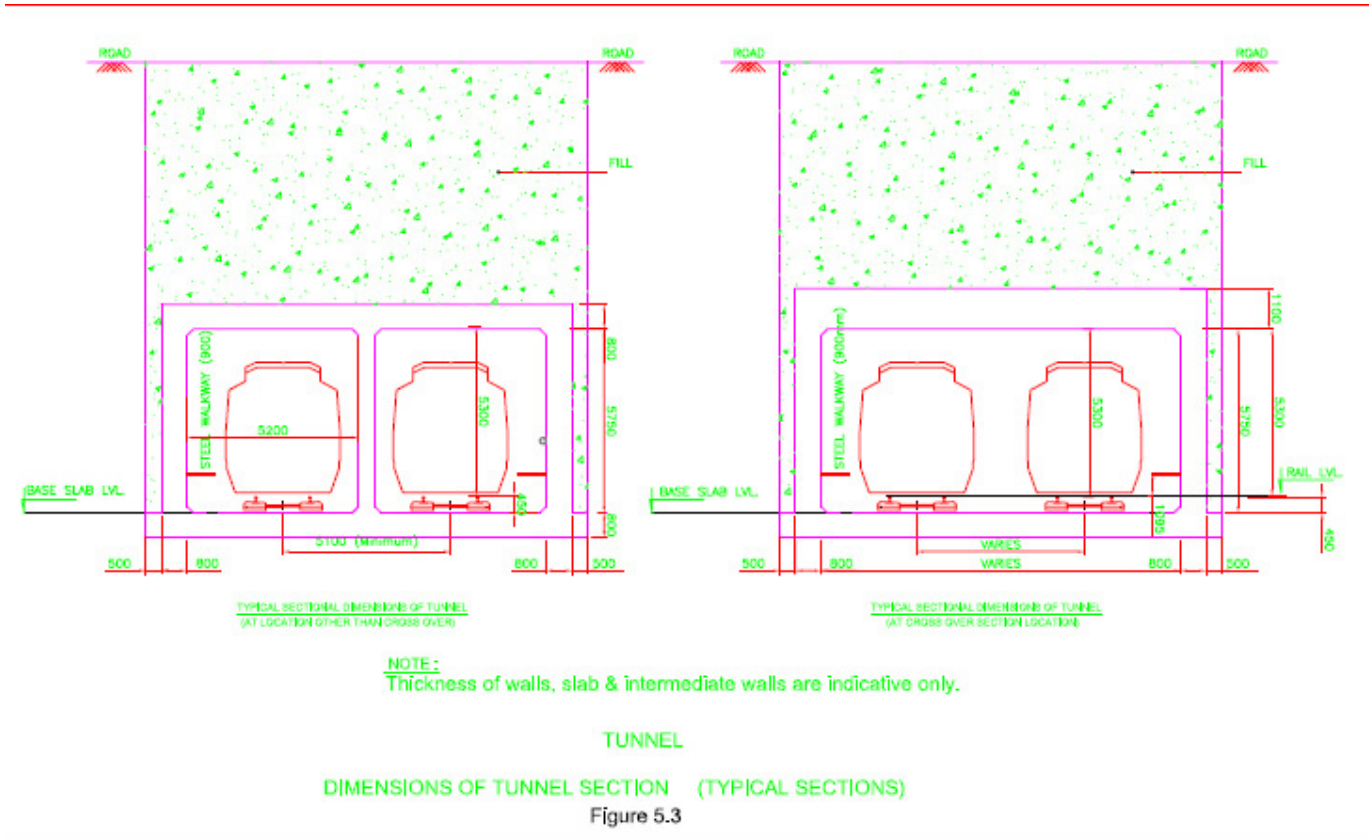 ROAD
ROAD
FILL
STEEL WALKWAY (900)
5200
5300
800
5750
450
800
BASE SLAB LVL.
5100 (Minimum)
500
800
800
500
TYPICAL SECTIONAL DIMENSIONS OF TUNNEL
(AT LOCATION OTHER THAN CROSS OVER)
ROAD
ROAD
FILL
1100
STEEL WALKWAY (900mm)
5300
5750
5300
RAIL LVL.
BASE SLAB LVL.
1095
450
VARIES
500
800
VARIES
800
500
TYPICAL SECTIONAL DIMENSIONS OF TUNNEL
(AT CROSS OVER SECTION LOCATION)
NOTE:
Thickness of walls, slab & intermediate walls are indicative only.
TUNNEL
DIMENSIONS OF TUNNEL SECTION (TYPICAL SECTIONS)
Figure 5.3